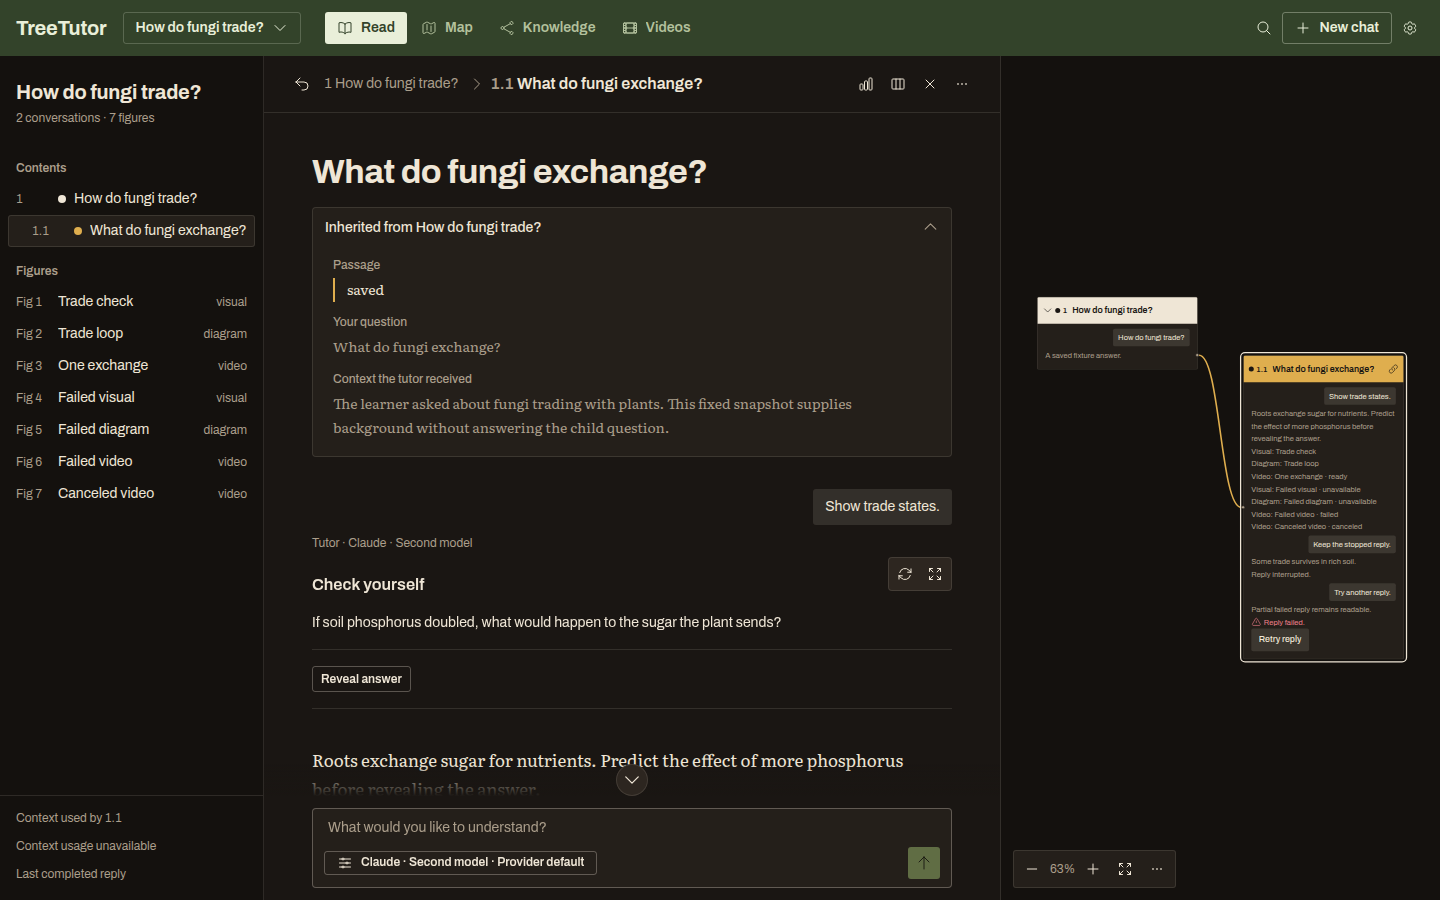 TreeTutor
How do fungi trade?
Read
Map
Knowledge
Videos
New chat
How do fungi trade?
2 conversations · 7 figures
Contents
1 How do fungi trade?
1.1 What do fungi exchange?
Figures
Fig 1 Trade check visual
Fig 2 Trade loop diagram
Fig 3 One exchange video
Fig 4 Failed visual visual
Fig 5 Failed diagram diagram
Fig 6 Failed video video
Fig 7 Canceled video video
Context used by 1.1
Context usage unavailable
Last completed reply
1 How do fungi trade? 1.1 What do fungi exchange?
What do fungi exchange?
Inherited from How do fungi trade?
Passage
saved
Your question
What do fungi exchange?
Context the tutor received
The learner asked about fungi trading with plants. This fixed snapshot supplies
background without answering the child question.
Show trade states.
Tutor · Claude · Second model
Check yourself
If soil phosphorus doubled, what would happen to the sugar the plant sends?
Reveal answer
Roots exchange sugar for nutrients. Predict the effect of more phosphorus
before revealing the answer.
What would you like to understand?
Claude · Second model · Provider default
1 How do fungi trade?
How do fungi trade?
A saved fixture answer.
1.1 What do fungi exchange?
Show trade states.
Roots exchange sugar for nutrients. Predict
the effect of more phosphorus before
revealing the answer.
Visual: Trade check
Diagram: Trade loop
Video: One exchange · ready
Visual: Failed visual · unavailable
Diagram: Failed diagram · unavailable
Video: Failed video · failed
Video: Canceled video · canceled
Keep the stopped reply.
Some trade survives in rich soil.
Reply interrupted.
Try another reply.
Partial failed reply remains readable.
Reply failed.
Retry reply
63%